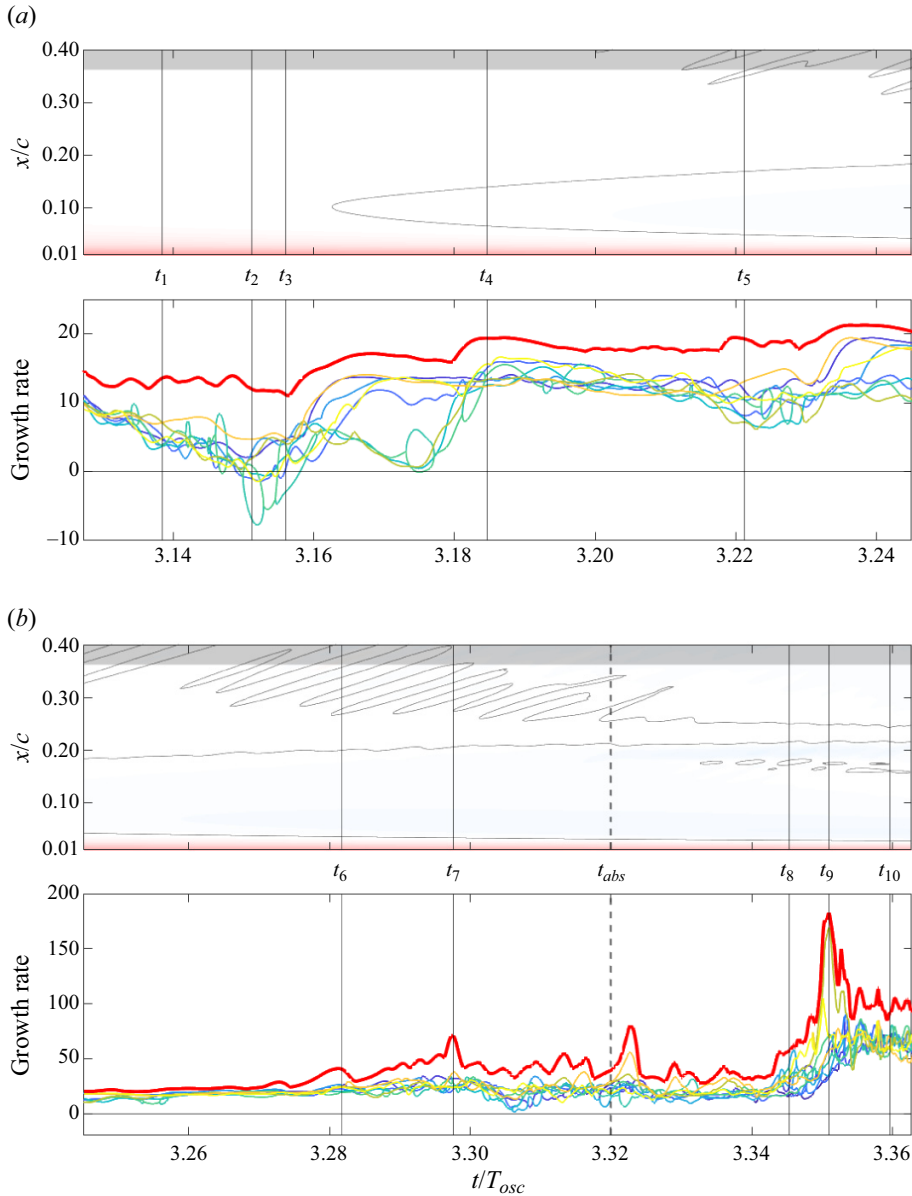 (a)
0.40
0.30
x/c
0.20
0.10
0.01
t1 t2 t3 t4 t5
20
Growth rate
10
0
–10
3.14 3.16 3.18 3.20 3.22 3.24
(b)
0.40
0.30
x/c
0.20
0.10
0.01
t6 t7 tabs t8 t9 t10
200
150
Growth rate
100
50
0
3.26 3.28 3.30 3.32 3.34 3.36
t/Tosc